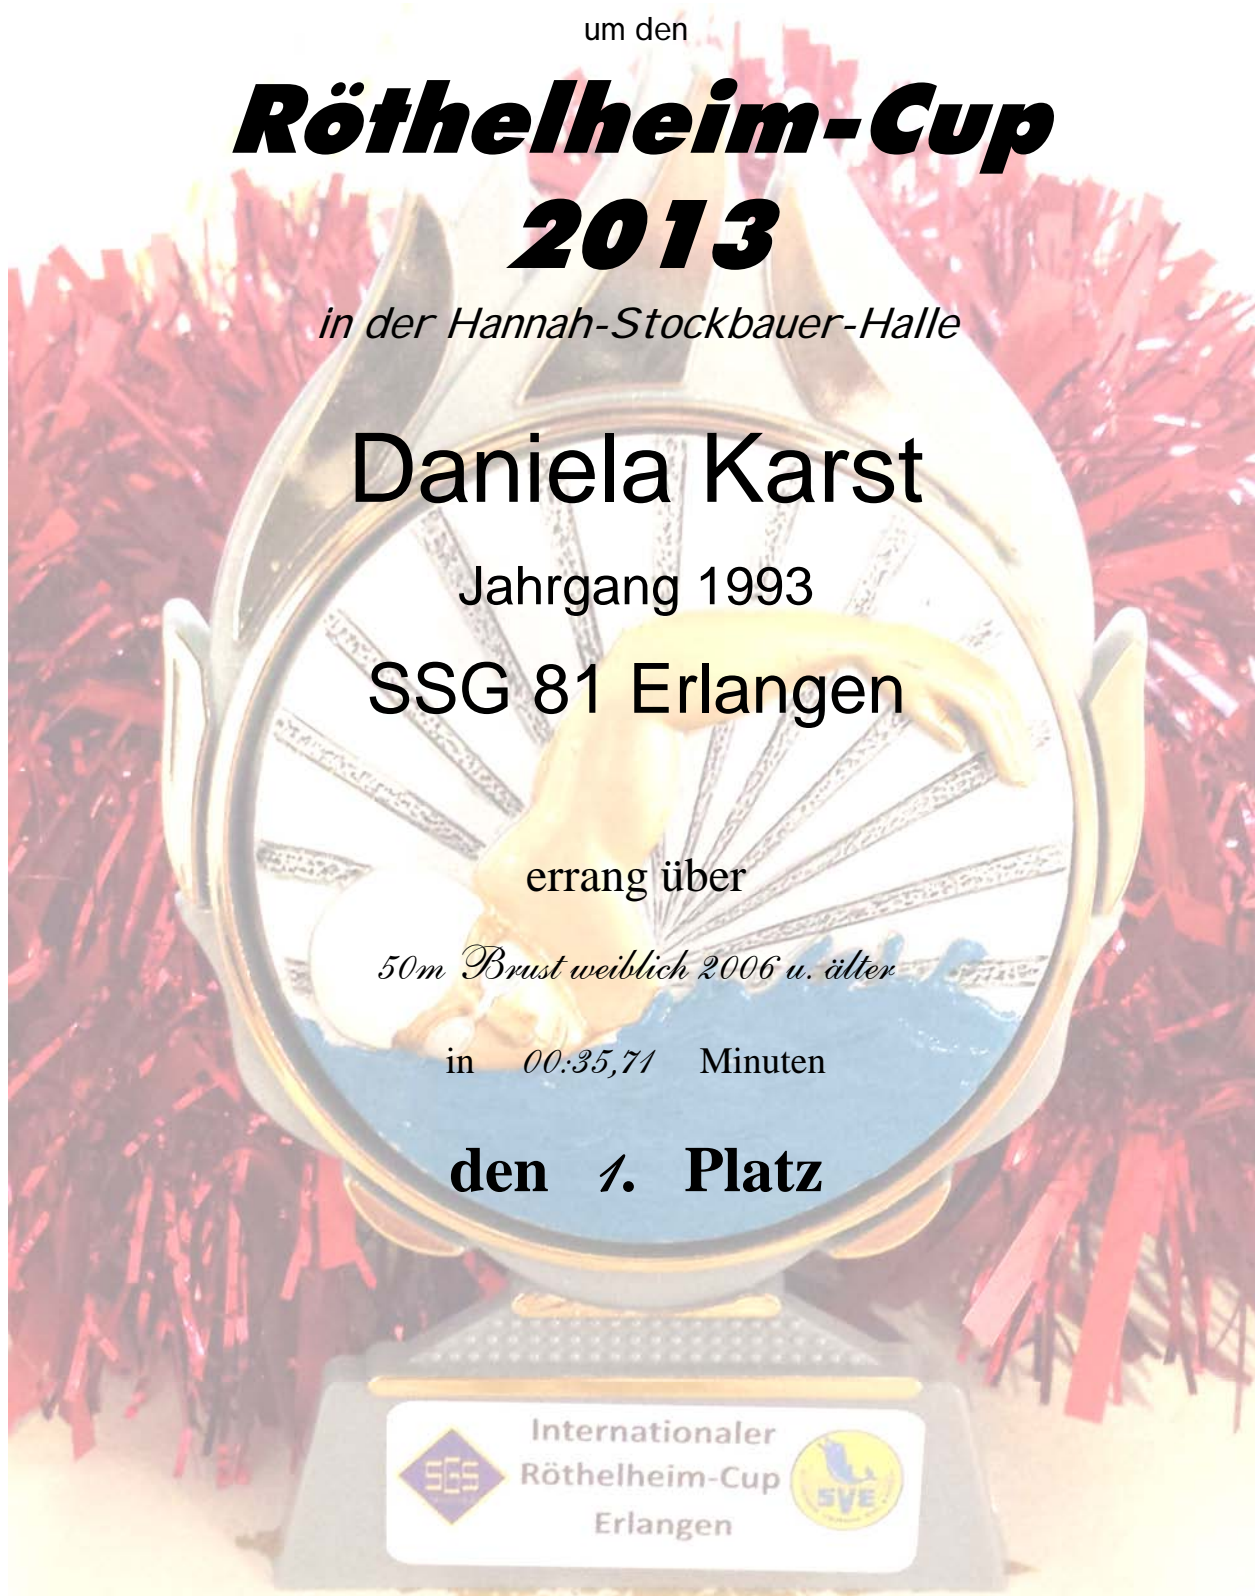 um den
Röthelheim-Cup
2013
in der Hannah-Stockbauer-Halle
Daniela Karst
Jahrgang 1993
SSG 81 Erlangen
errang über
50m Brust weiblich 2006 u. älter
in 00:35,71 Minuten
den 1. Platz
Internationaler
SGS Röthelheim-Cup
SVE
Erlangen